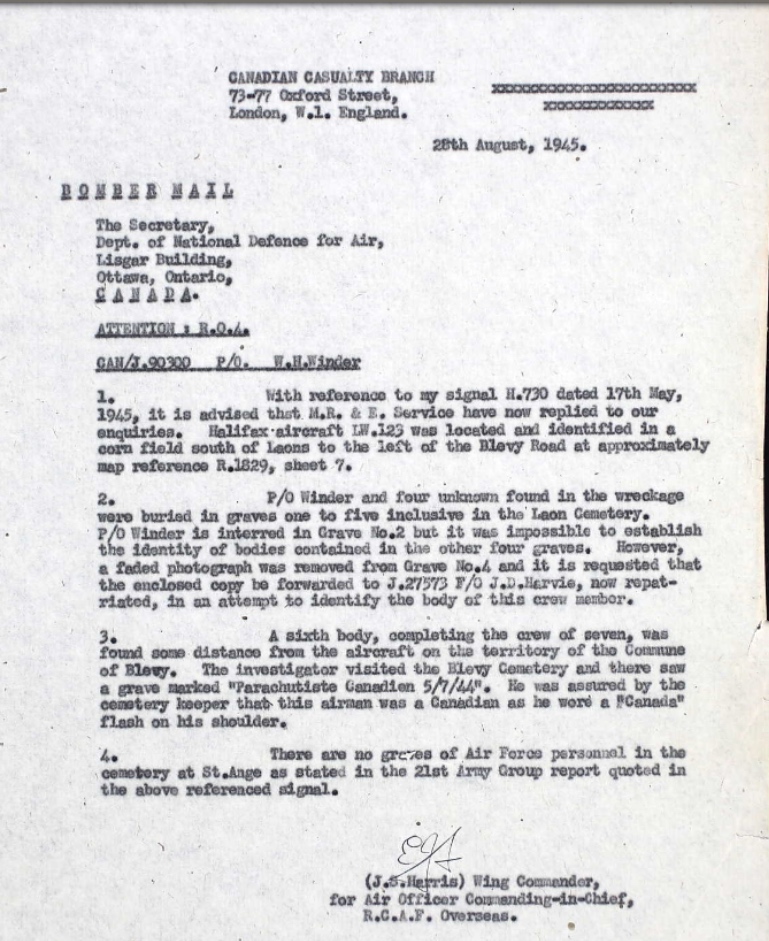 CANADIAN CASUALTY BRANCH
73-77 Oxford Street,
London, W.1. England.
xxxxxxxxxxxxxxxxxxxxxxxxxxxxx
xxxxxxxxxxxxxxx
28th August, 1945.
BOMBER MAIL
The Secretary,
Dept. of National Defence for Air,
Lisgar Building,
Ottawa, Ontario,
CANADA.
ATTENTION : R.O.4.
CAN/J.90300 P/O. W.H.Winder
1. With reference to my signal H.730 dated 17th May,
1945, it is advised that M.R. & E. Service have now replied to our
enquiries. Halifax aircraft LW.123 was located and identified in a
corn field south of Laons to the left of the Blevy Road at approximately
map reference R.1829, sheet 7.
2. P/O Winder and four unknown found in the wreckage
were buried in graves one to five inclusive in the Laon Cemetery.
P/O Winder is interred in Grave No.2 but it was impossible to establish
the identity of bodies contained in the other four graves. However,
a faded photograph was removed from Grave No.4 and it is requested that
the enclosed copy be forwarded to J.27573 F/O J.D.Harvie, now repat-
riated, in an attempt to identify the body of this crew member.
3. A sixth body, completing the crew of seven, was
found some distance from the aircraft on the territory of the Commune
of Blevy. The investigator visited the Blevy Cemetery and there saw
a grave marked "Parachutiste Canadien 5/7/44". He was assured by the
cemetery keeper that this airman was a Canadian as he word a "Canada"
flash on his shoulder.
4. There are no graves of Air Force personnel in the
cemetery at St.Ange as stated in the 21st Army Group report quoted in
the above referenced signal.
(J.S.Harris) Wing Commander,
for Air Officer Commanding-in-Chief,
R.C.A.F. Overseas.